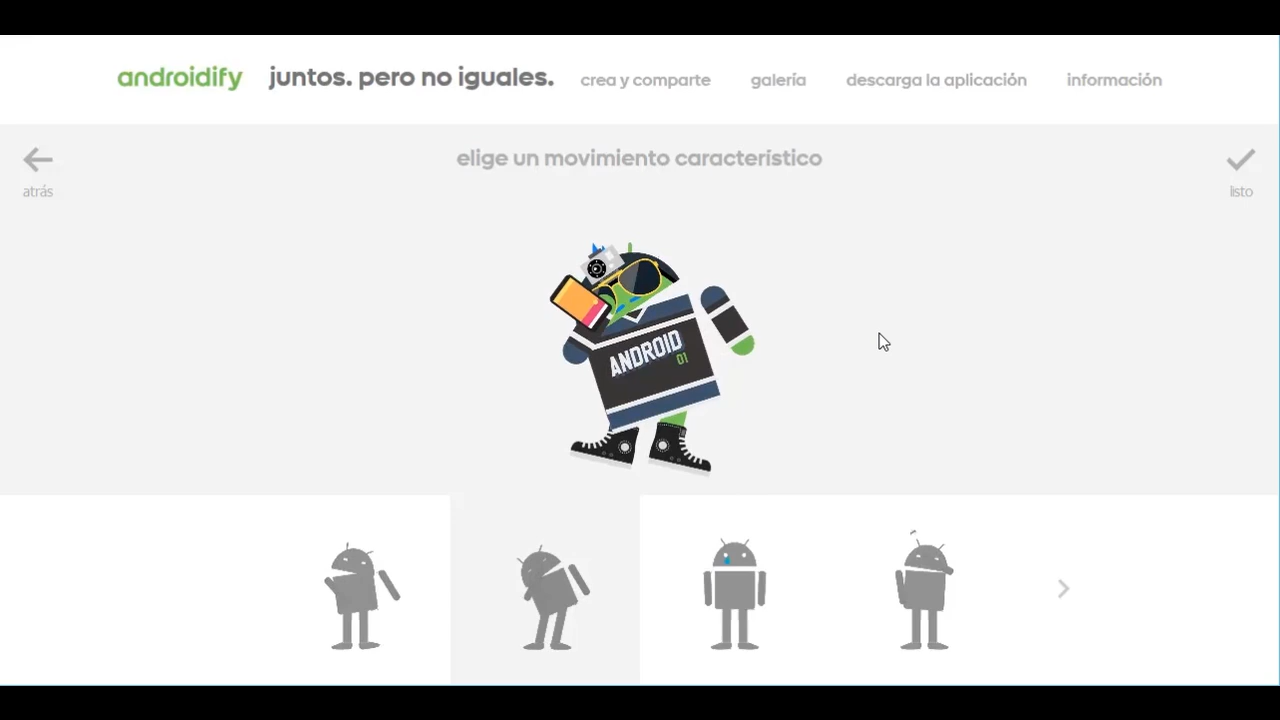 androidify juntos. pero no iguales. crea y comparte galería descarga la aplicación información
elige un movimiento característico
atrás
listo
ANDROID
01